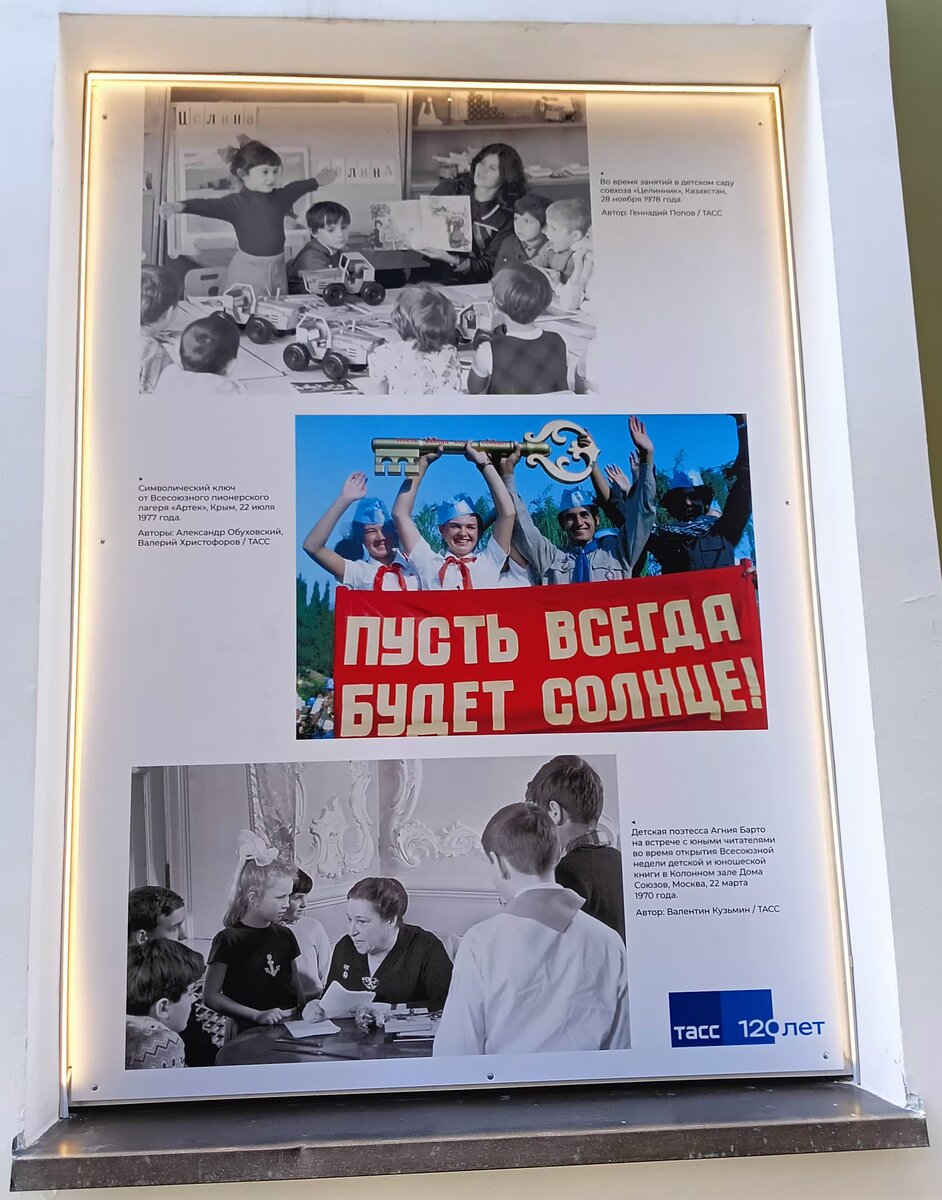 Целина
ЕЛИНА
Во время занятий в детском саду
совхоза «Целинник», Казахстан,
28 ноября 1978 года.
Автор: Геннадий Попов / ТАСС
Символический ключ
от Всесоюзного пионерского
лагеря «Артек», Крым, 22 июля
1977 года.
Авторы: Александр Обуховский,
Валерий Христофоров / ТАСС
ПУСТЬ ВСЕГДА
БУДЕТ СОЛНЦЕ!
Детская поэтесса Агния Барто
на встрече с юными читателями
во время открытия Всесоюзной
недели детской и юношеской
книги в Колонном зале Дома
Союзов, Москва, 22 марта
1970 года.
Автор: Валентин Кузьмин / ТАСС
тасс 120 лет